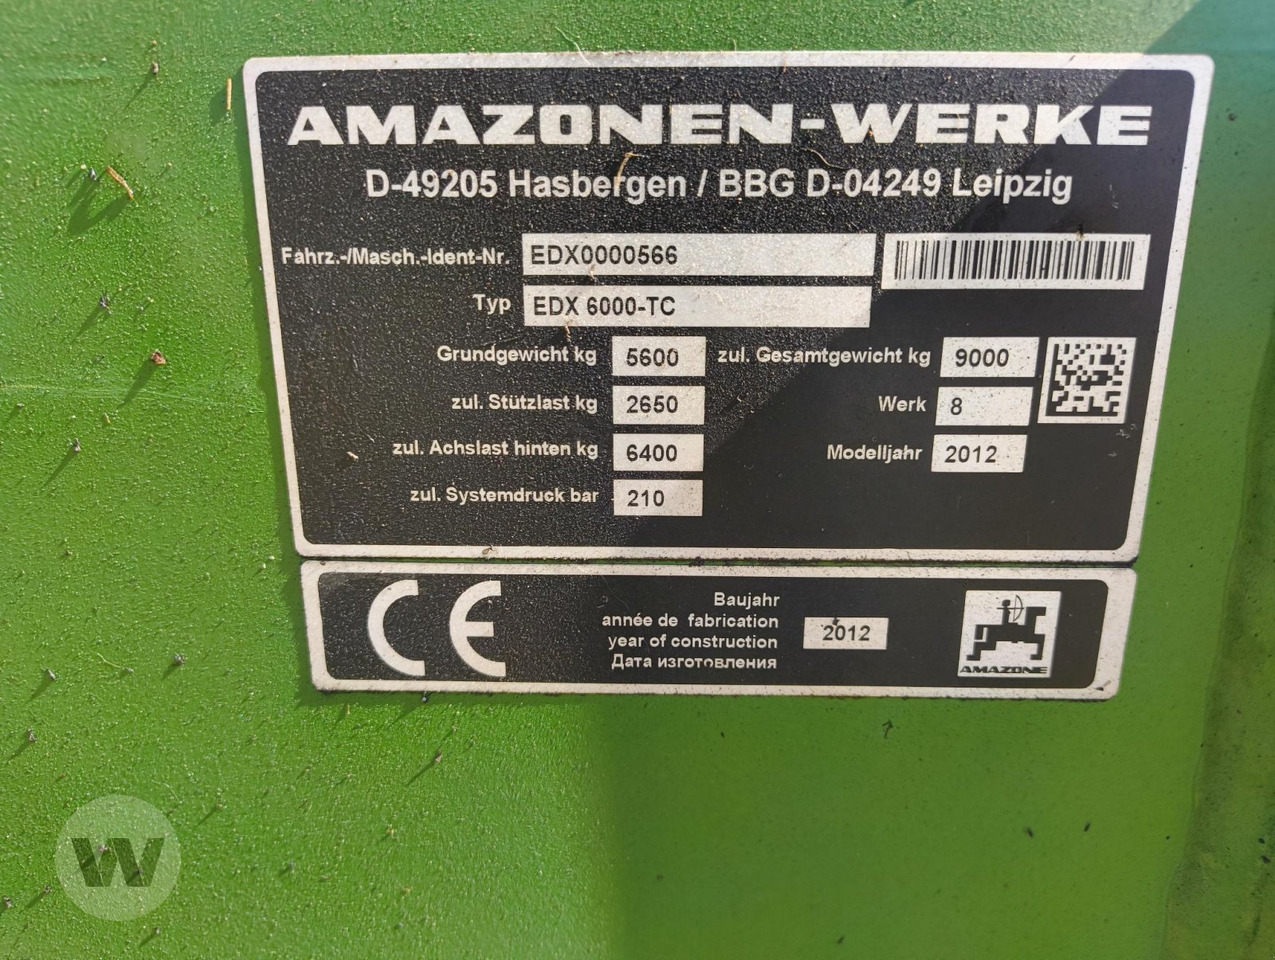 AMAZONEN-WERKE
D-49205 Hasbergen / BBG D-04249 Leipzig
Fahrz.-/Masch.-Ident-Nr. EDX0000566
Typ EDX 6000-TC
Grundgewicht kg 5600 zul. Gesamtgewicht kg 9000
zul. Stützlast kg 2650 Werk 8
zul. Achslast hinten kg 6400 Modelljahr 2012
zul. Systemdruck bar 210
CE
Baujahr
année de fabrication
year of construction 2012
Дата изготовления
AMAZONE
W